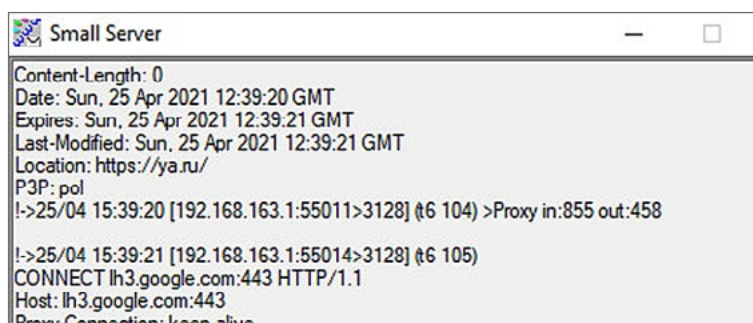 Small Server
Content-Length: 0
Date: Sun, 25 Apr 2021 12:39:20 GMT
Expires: Sun, 25 Apr 2021 12:39:21 GMT
Last-Modified: Sun, 25 Apr 2021 12:39:21 GMT
Location: https://ya.ru/
P3P: pol
!->25/04 15:39:20 [192.168.163.1:55011>3128] (t6 104) >Proxy in:855 out:458
!->25/04 15:39:21 [192.168.163.1:55014>3128] (t6 105)
CONNECT lh3.google.com:443 HTTP/1.1
Host: lh3.google.com:443
Proxy-Connection: keep-alive